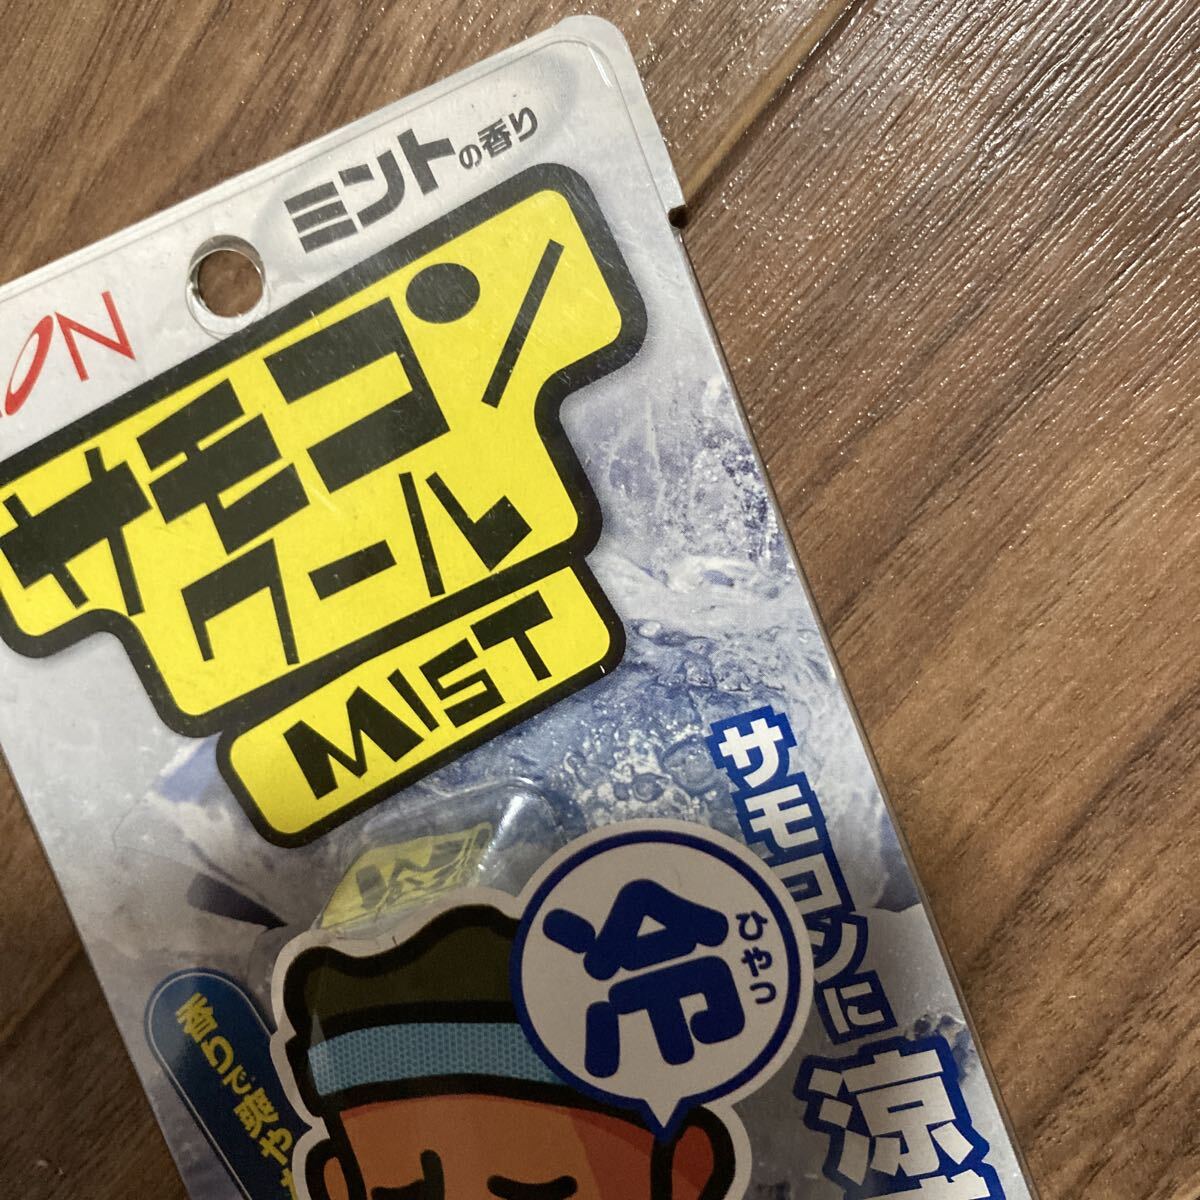 ミントの香り
ON
サモコン
クール
MIST
冷
ひやっ
サモコンに
涼
香りで爽やか